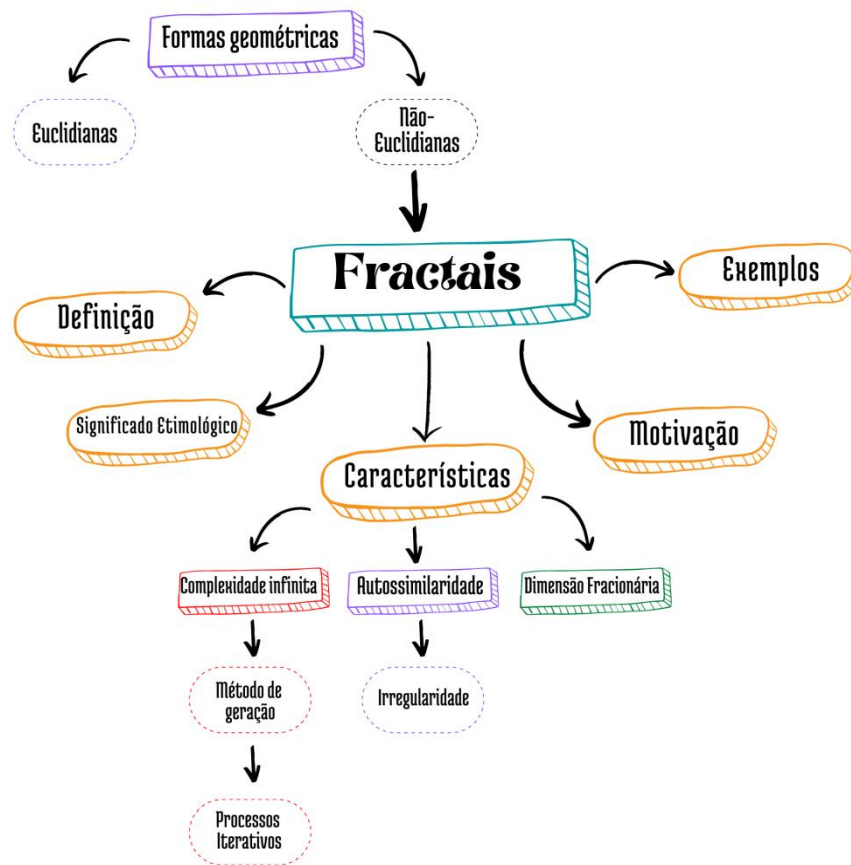 Formas geométricas
Euclidianas
Não-
Euclidianas
Fractais
Exemplos
Definição
Significado Etimológico
Motivação
Característícas
Complexidade infinita
Autossimilaridade
Dimensão Fracionária
Método de
geração
Irregularidade
Processos
Iterativos